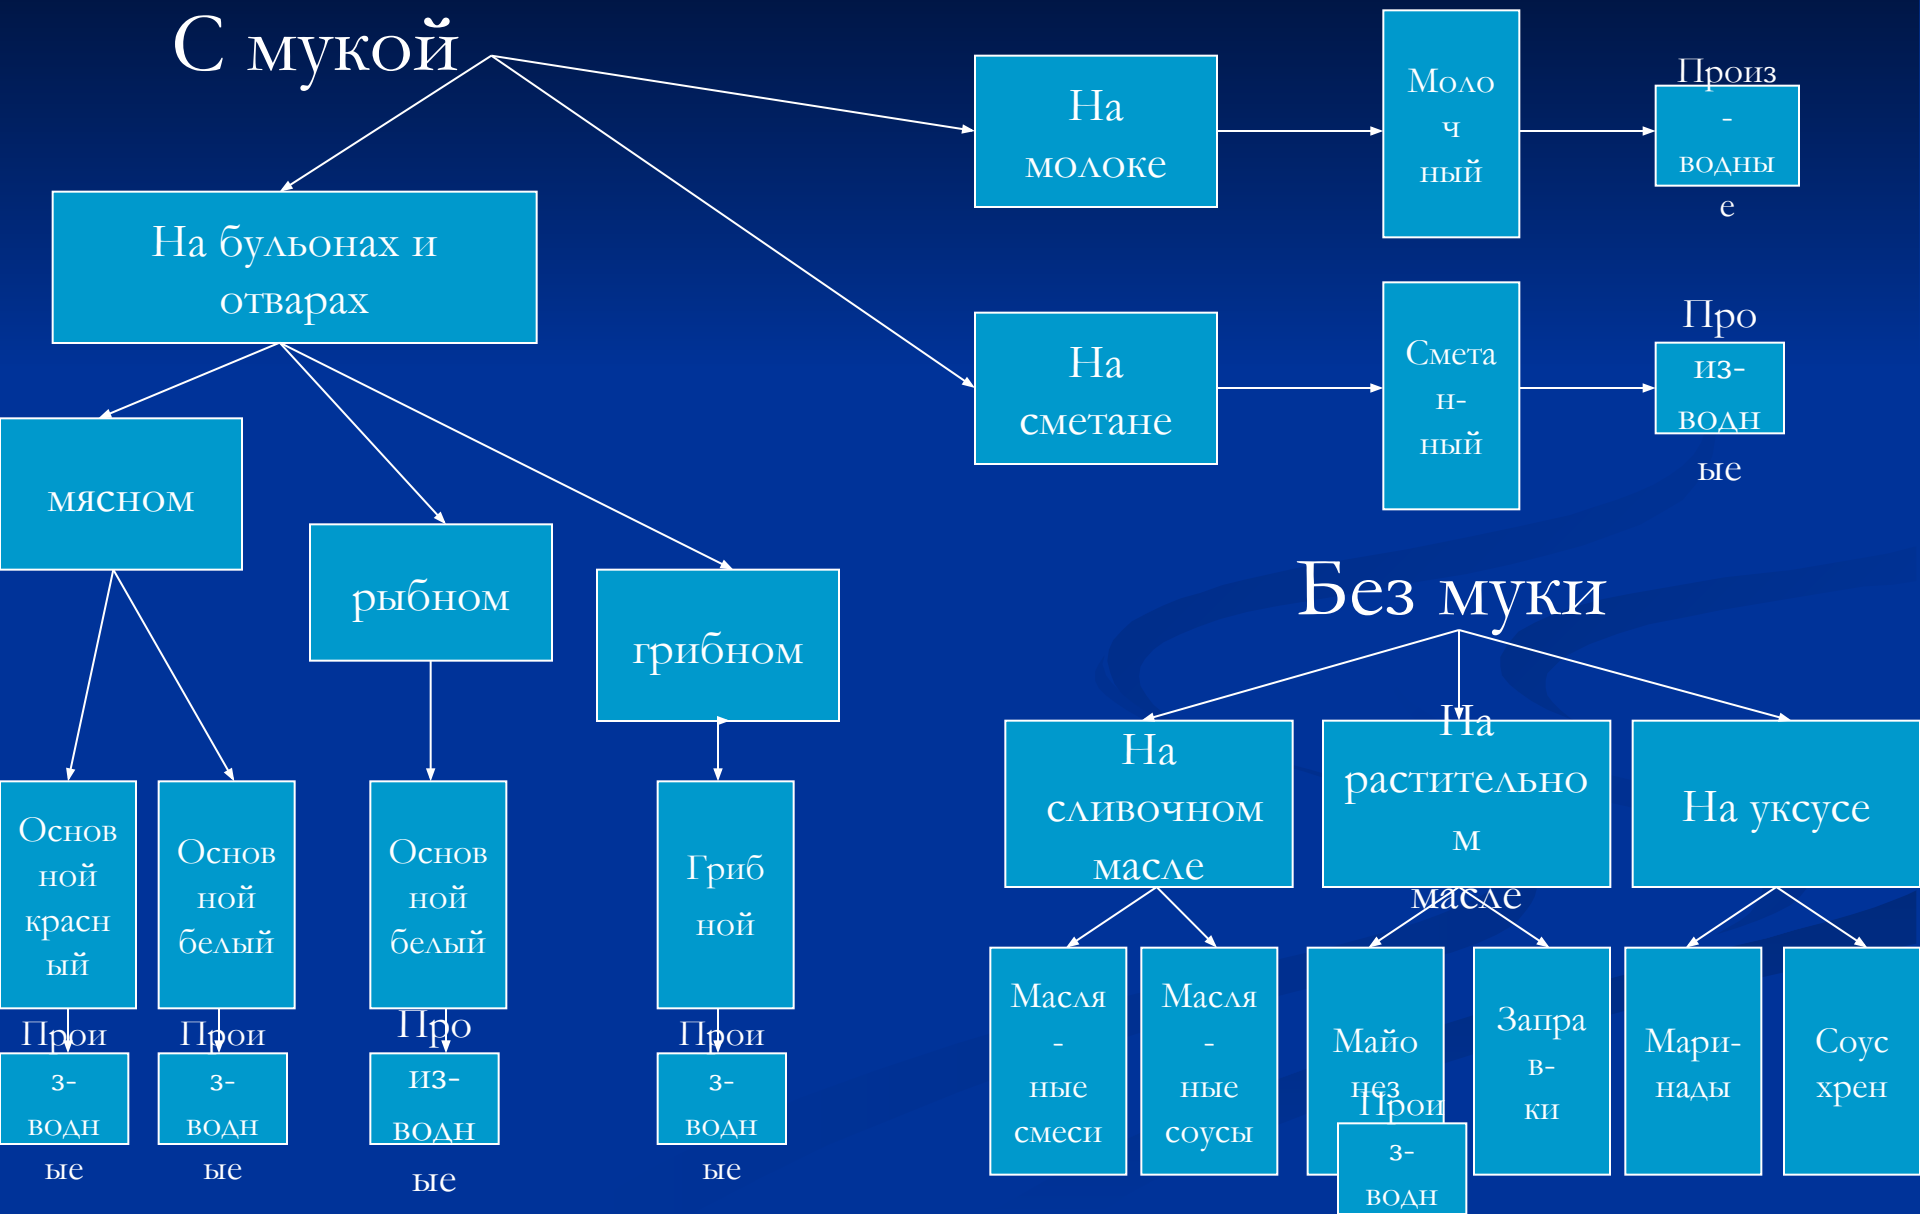 С мукой
На
молоке
Моло
ч
ный
Произ
-
водны
е
На бульонах и
отварах
На
сметане
Смета
н-
ный
Про
из-
водн
ые
мясном
рыбном
грибном
Основ
ной
красн
ый
Основ
ной
белый
Основ
ной
белый
Гриб
ной
Прои
з-
водн
ые
Прои
з-
водн
ые
Про
из-
водн
ые
Прои
з-
водн
ые
Без муки
На
сливочном
масле
На
растительно
м
масле
На уксусе
Масля
-
ные
смеси
Масля
-
ные
соусы
Майо
нез
Прои
з-
водн
Запра
в-
ки
Мари-
нады
Соус
хрен